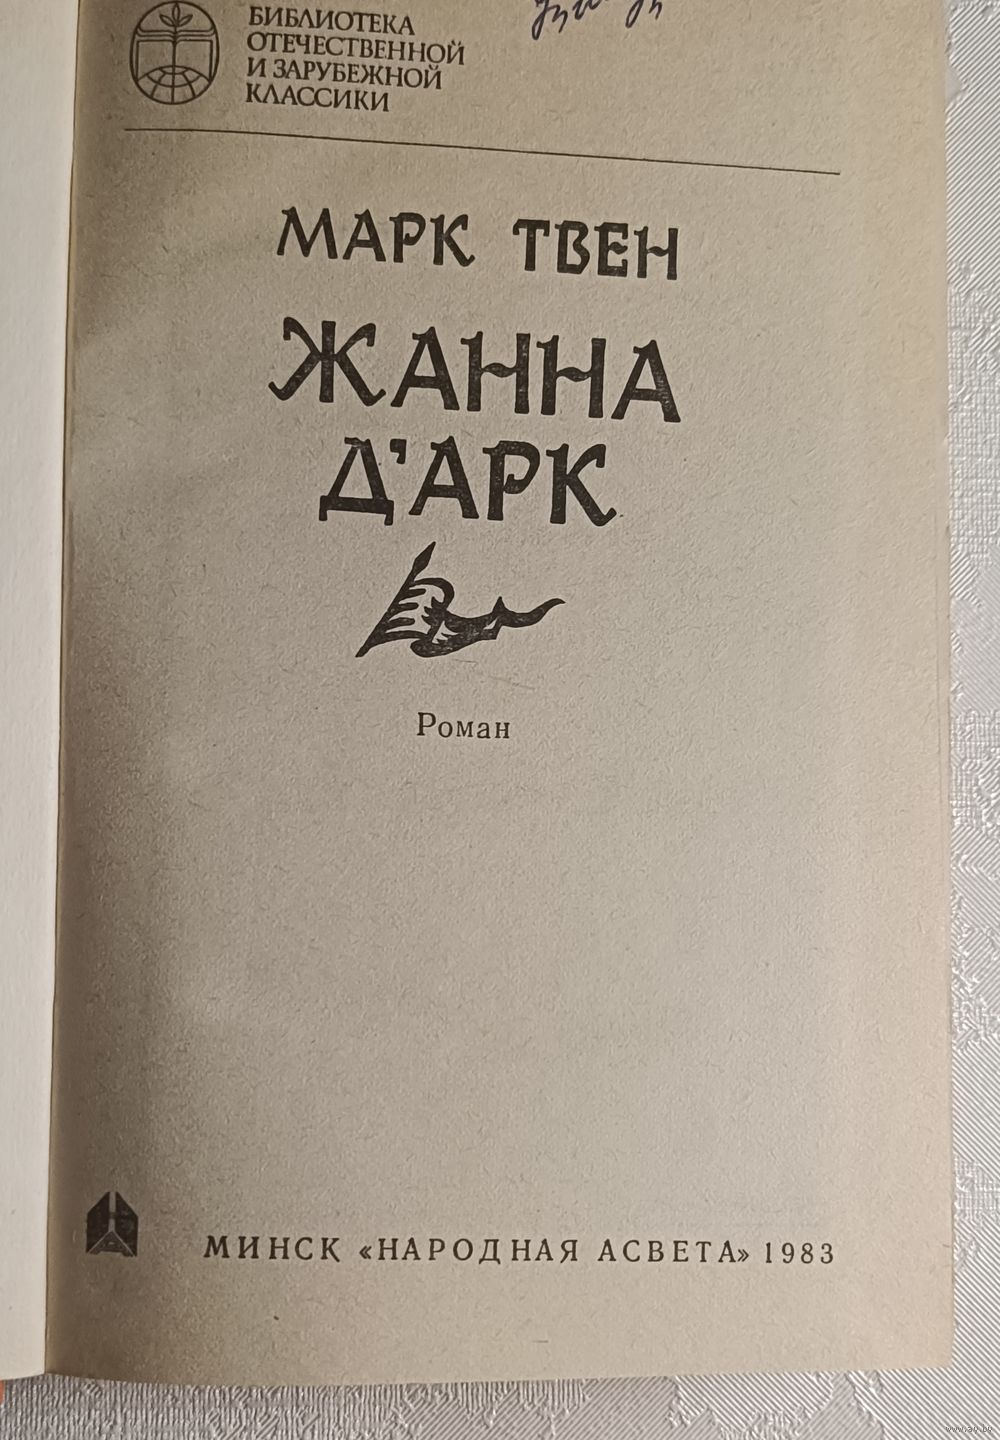 БИБЛИОТЕКА
ОТЕЧЕСТВЕННОЙ
И ЗАРУБЕЖНОЙ
КЛАССИКИ
МАРК ТВЕН
ЖАННА
Д'АРК
Роман
МИНСК «НАРОДНАЯ АСВЕТА» 1983